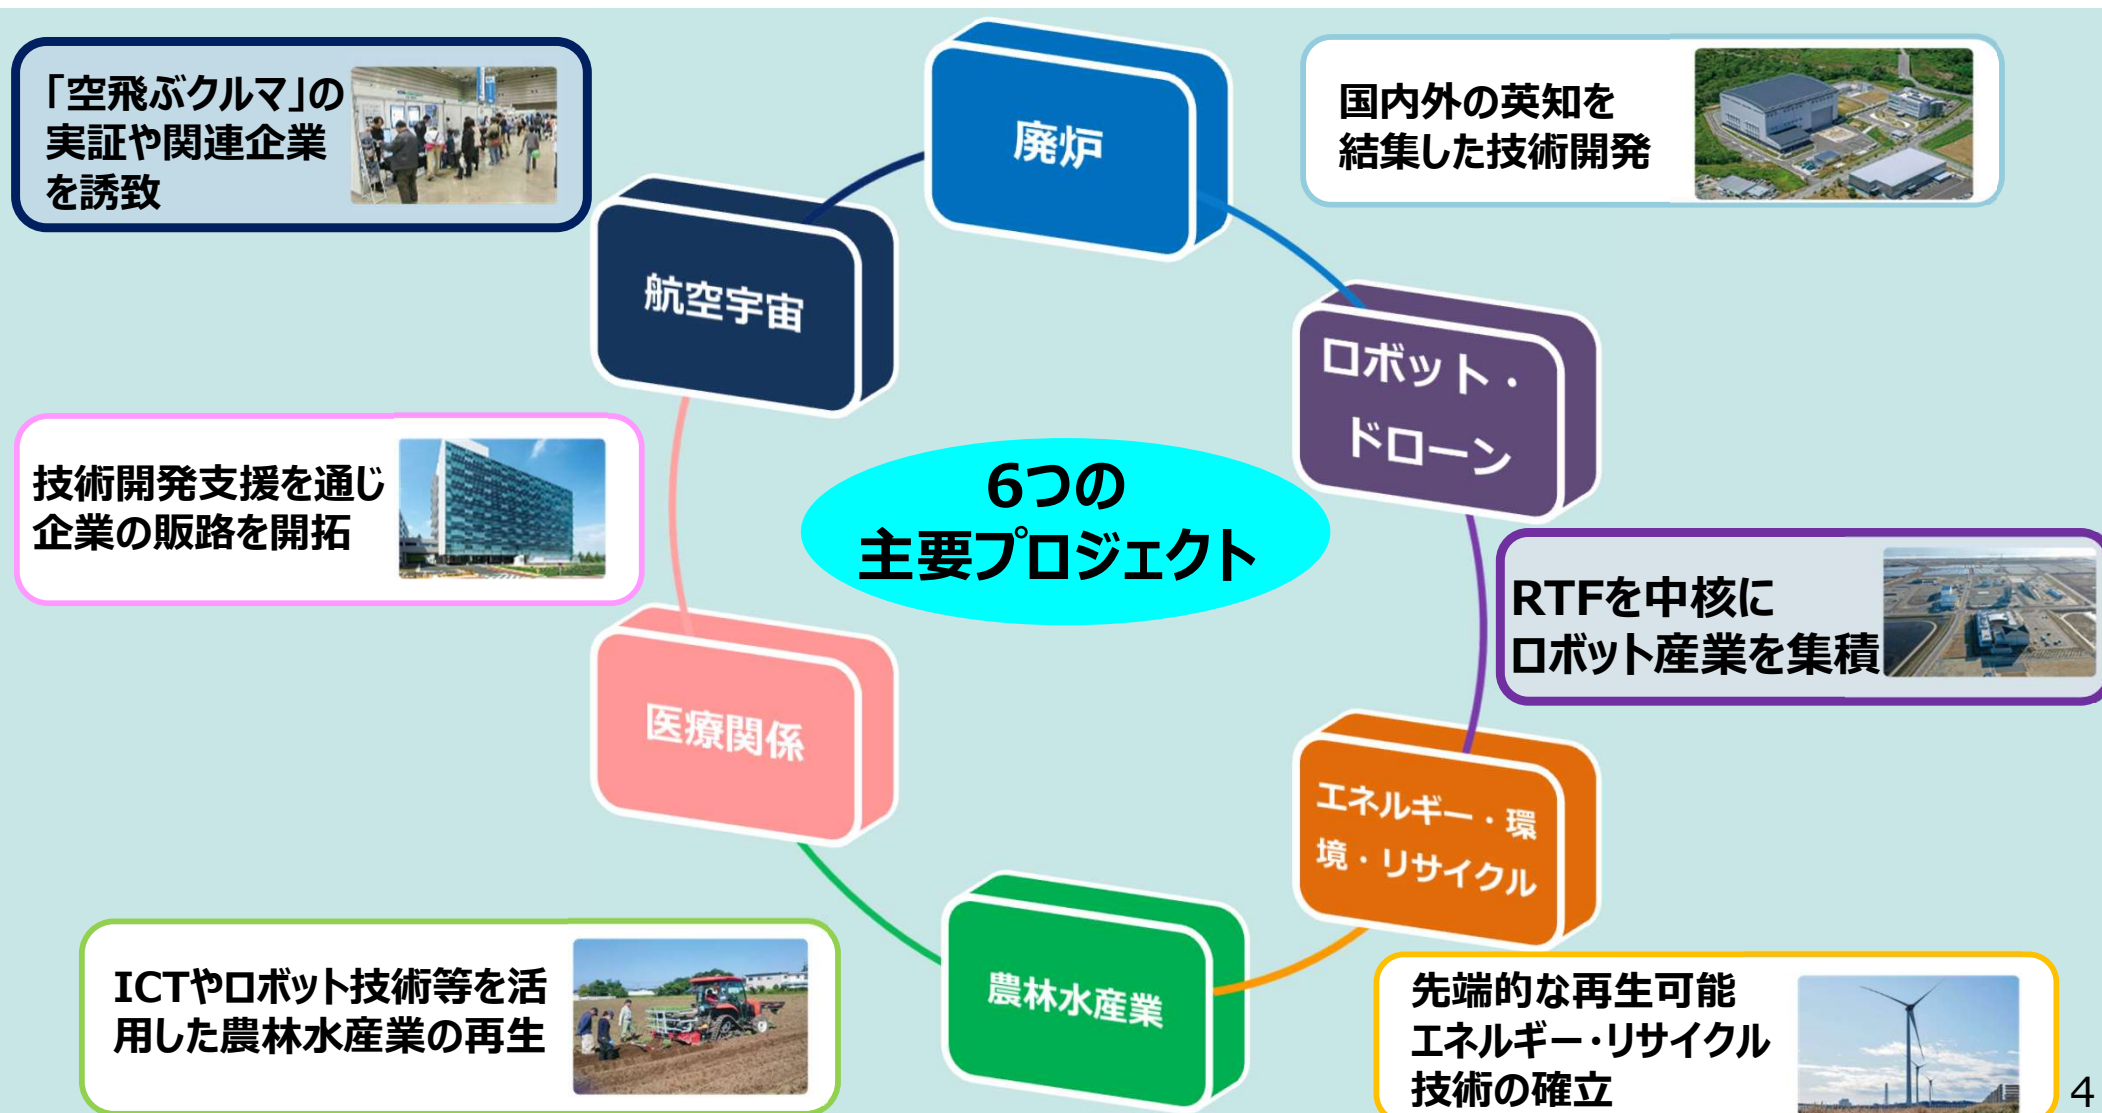 「空飛ぶクルマ」の
実証や関連企業
を誘致
廃炉
国内外の英知を
結集した技術開発
航空宇宙
ロボット・
ドローン
技術開発支援を通じ
企業の販路を開拓
6つの
主要プロジェクト
RTFを中核に
ロボット産業を集積
医療関係
エネルギー・環
境・リサイクル
ICTやロボット技術等を活
用した農林水産業の再生
農林水産業
先端的な再生可能
エネルギー・リサイクル
技術の確立
4